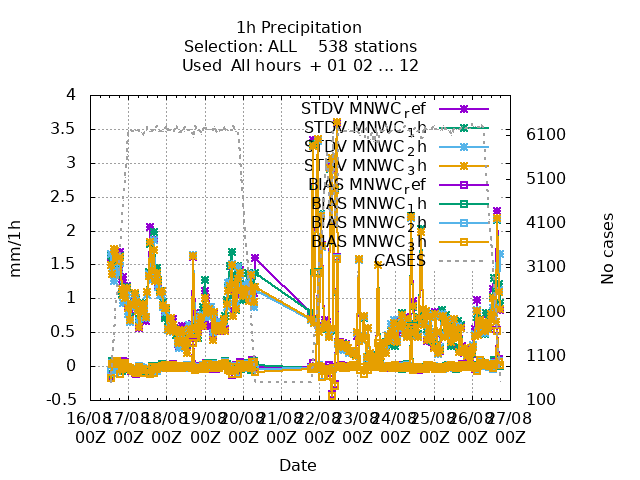 1h Precipitation
Selection: ALL    538 stations
Used  All hours  + 01 02 ... 12
4
3.5
3
2.5
2
1.5
1
0.5
0
-0.5
mm/1h
STDV MNWC_ref
STDV MNWC_1h
STDV MNWC_2h
STDV MNWC_3h
BIAS MNWC_ref
BIAS MNWC_1h
BIAS MNWC_2h
BIAS MNWC_3h
CASES
6100
5100
4100
3100
2100
1100
100
No cases
16/08 17/08 18/08 19/08 20/08 21/08 22/08 23/08 24/08 25/08 26/08 27/08
00Z 00Z 00Z 00Z 00Z 00Z 00Z 00Z 00Z 00Z 00Z 00Z
Date